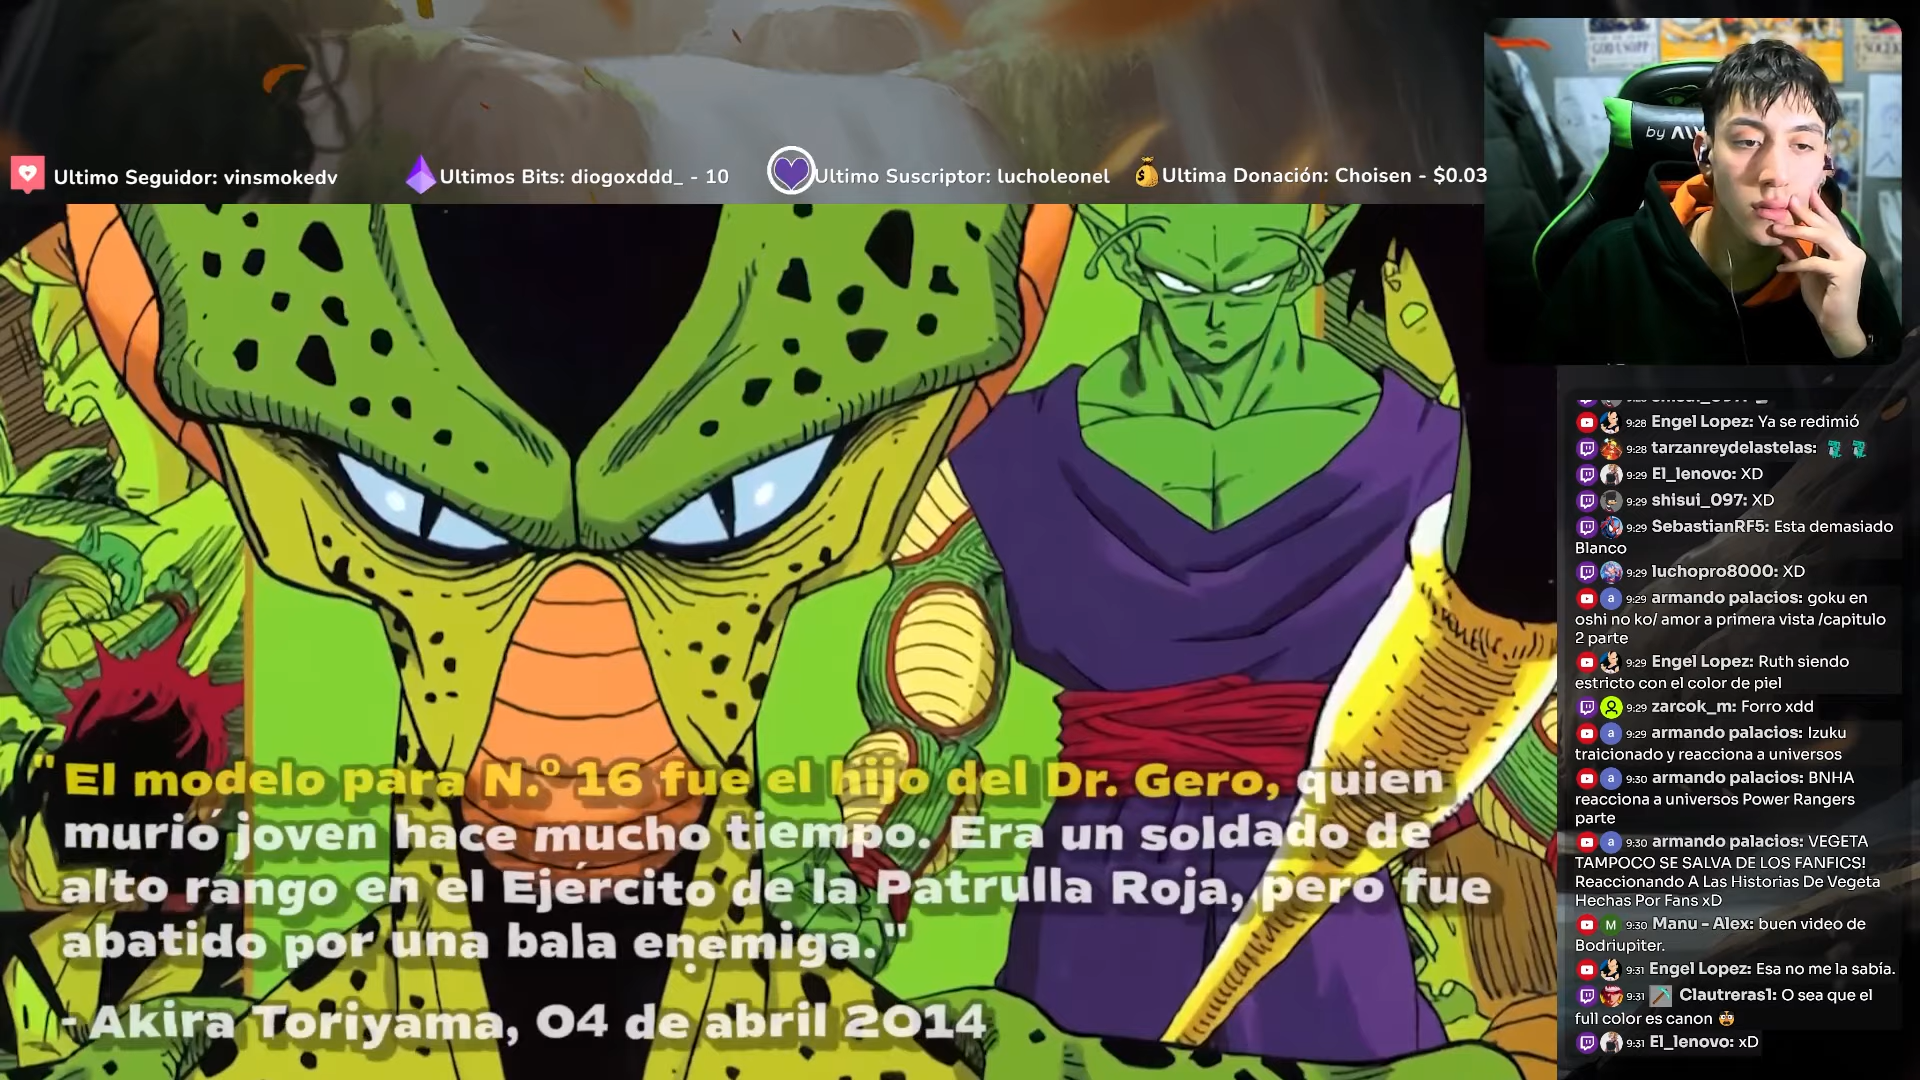 GOD USOPP
SOGEK
by AIV
Ultimo Seguidor: vinsmokedv
Ultimos Bits: diogoxddd_ - 10
Ultimo Suscriptor: lucholeonel
Ultima Donación: Choisen - $0.03
"El modelo para N.º 16 fue el hijo del Dr. Gero, quien
murió joven hace mucho tiempo. Era un soldado de
alto rango en el Ejército de la Patrulla Roja, pero fue
abatido por una bala enemiga."
- Akira Toriyama, 04 de abril 2014
9:28 Engel Lopez: Ya se redimió
9:28 tarzanreydelastelas:
9:29 El_lenovo: XD
9:29 shisui_097: XD
9:29 SebastianRF5: Esta demasiado
Blanco
9:29 luchopro8000: XD
a 9:29 armando palacios: goku en
oshi no ko/ amor a primera vista /capitulo
2 parte
9:29 Engel Lopez: Ruth siendo
estricto con el color de piel
9:29 zarcok_m: Forro xdd
a 9:29 armando palacios: Izuku
traicionado y reacciona a universos
a 9:30 armando palacios: BNHA
reacciona a universos Power Rangers
parte
a 9:30 armando palacios: VEGETA
TAMPOCO SE SALVA DE LOS FANFICS!
Reaccionando A Las Historias De Vegeta
Hechas Por Fans xD
M 9:30 Manu - Alex: buen video de
Bodriupiter.
9:31 Engel Lopez: Esa no me la sabía.
9:31 Clautreras1: O sea que el
full color es canon
9:31 El_lenovo: xD